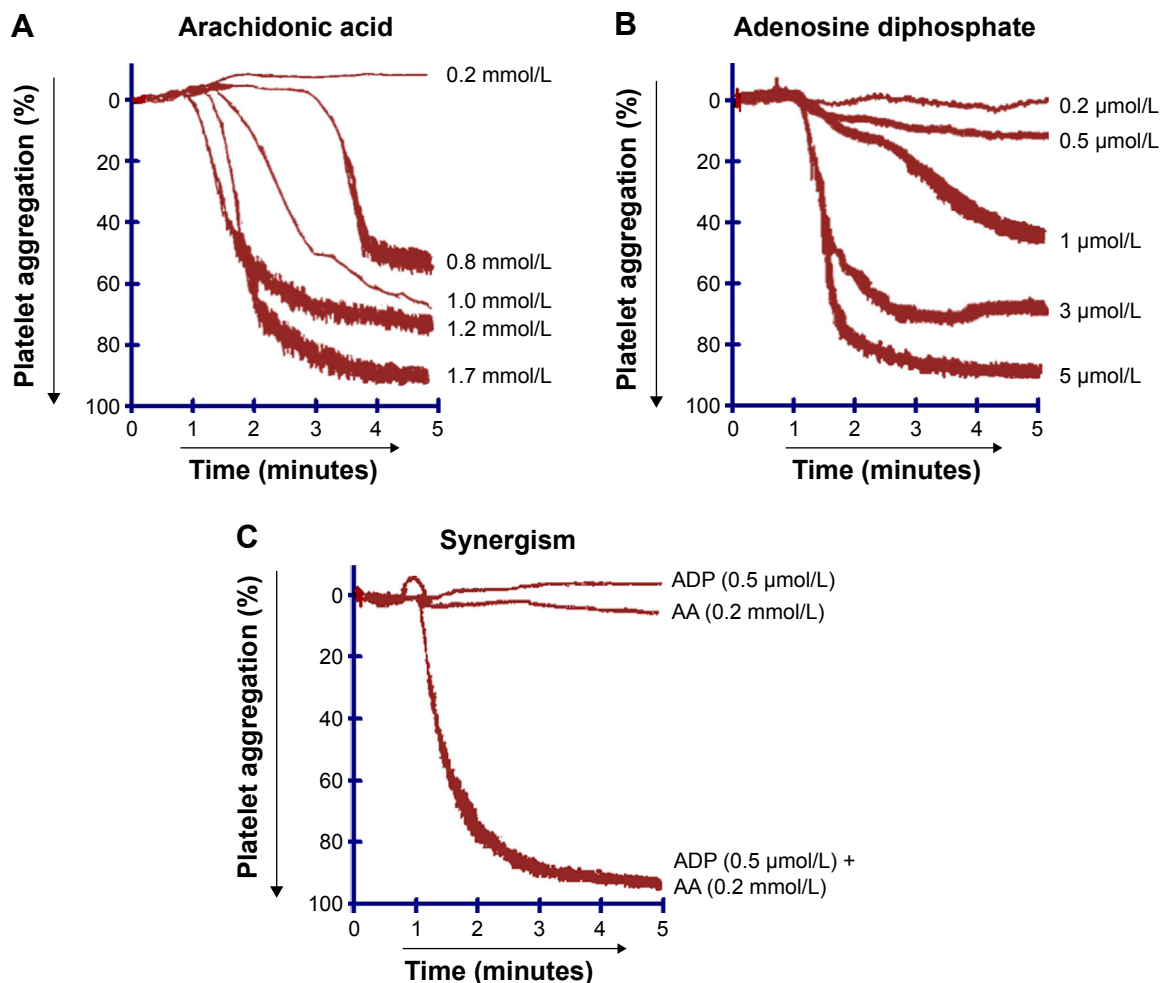 A
Arachidonic acid
Platelet aggregation (%)
0
20
40
60
80
100
0 1 2 3 4 5
Time (minutes)
0.2 mmol/L
0.8 mmol/L
1.0 mmol/L
1.2 mmol/L
1.7 mmol/L
B
Adenosine diphosphate
Platelet aggregation (%)
0
20
40
60
80
100
0 1 2 3 4 5
Time (minutes)
0.2 µmol/L
0.5 µmol/L
1 µmol/L
3 µmol/L
5 µmol/L
C
Synergism
Platelet aggregation (%)
0
20
40
60
80
100
0 1 2 3 4 5
Time (minutes)
ADP (0.5 µmol/L)
AA (0.2 mmol/L)
ADP (0.5 µmol/L) +
AA (0.2 mmol/L)